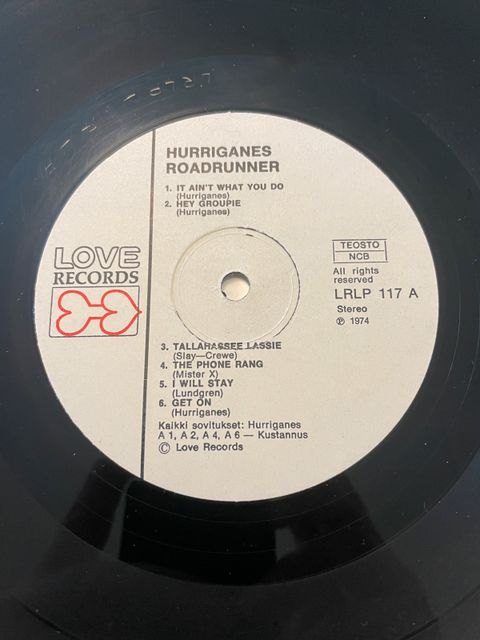 HURRIGANES
ROADRUNNER
1. IT AIN'T WHAT YOU DO
(Hurriganes)
2. HEY GROUPIE
(Hurriganes)
LOVE
RECORDS
TEOSTO
NCB
All rights
reserved
LRLP 117 A
Stereo
℗ 1974
3. TALLAHASSEE LASSIE
(Slay—Crewe)
4. THE PHONE RANG
(Mister X)
5. I WILL STAY
(Lundgren)
6. GET ON
(Hurriganes)
Kaikki sovitukset: Hurriganes
A 1, A 2, A 4, A 6 — Kustannus
© Love Records